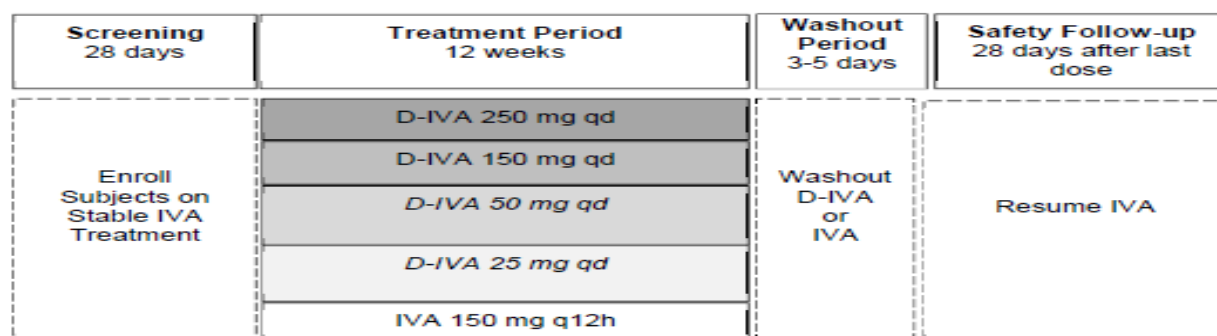 Screening
28 days
Treatment Period
12 weeks
Washout
Period
3-5 days
Safety Follow-up
28 days after last
dose
Enroll
Subjects on
Stable IVA
Treatment
D-IVA 250 mg qd
D-IVA 150 mg qd
D-IVA 50 mg qd
D-IVA 25 mg qd
IVA 150 mg q12h
Washout
D-IVA
or
IVA
Resume IVA